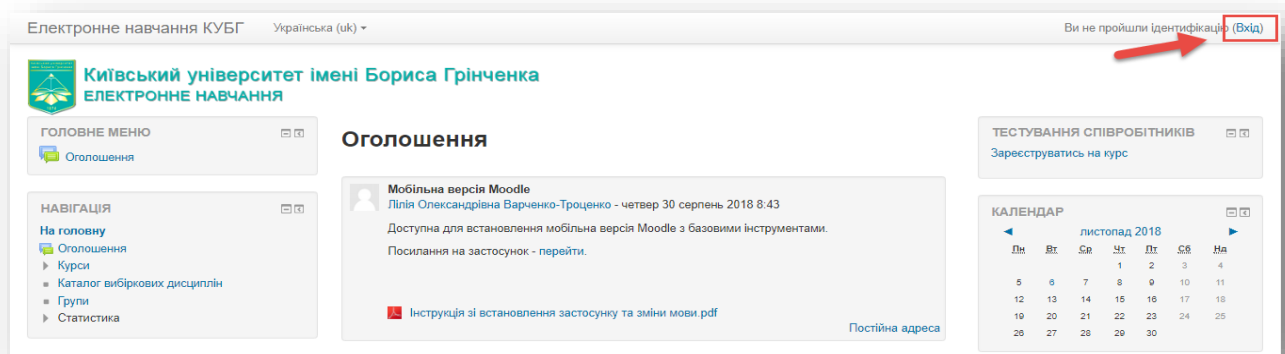 Електронне навчання КУБГ
Українська (uk)
Ви не пройшли ідентифікацію (Вхід)
Київський університет імені Бориса Грінченка
ЕЛЕКТРОННЕ НАВЧАННЯ
ГОЛОВНЕ МЕНЮ
Оголошення
НАВІГАЦІЯ
На головну
Оголошення
Курси
Каталог вибіркових дисциплін
Групи
Статистика
Оголошення
Мобільна версія Moodle
Лілія Олександрівна Варченко-Троценко - четвер 30 серпень 2018 8:43
Доступна для встановлення мобільна версія Moodle з базовими інструментами.
Посилання на застосунок - перейти.
Інструкція зі встановлення застосунку та зміни мови.pdf
Постійна адреса
ТЕСТУВАННЯ СПІВРОБІТНИКІВ
Зареєструватись на курс
КАЛЕНДАР
◄ листопад 2018 ►
Пн Вт Ср Чт Пт Сб Нд
1 2 3 4
5 6 7 8 9 10 11
12 13 14 15 16 17 18
19 20 21 22 23 24 25
26 27 28 29 30